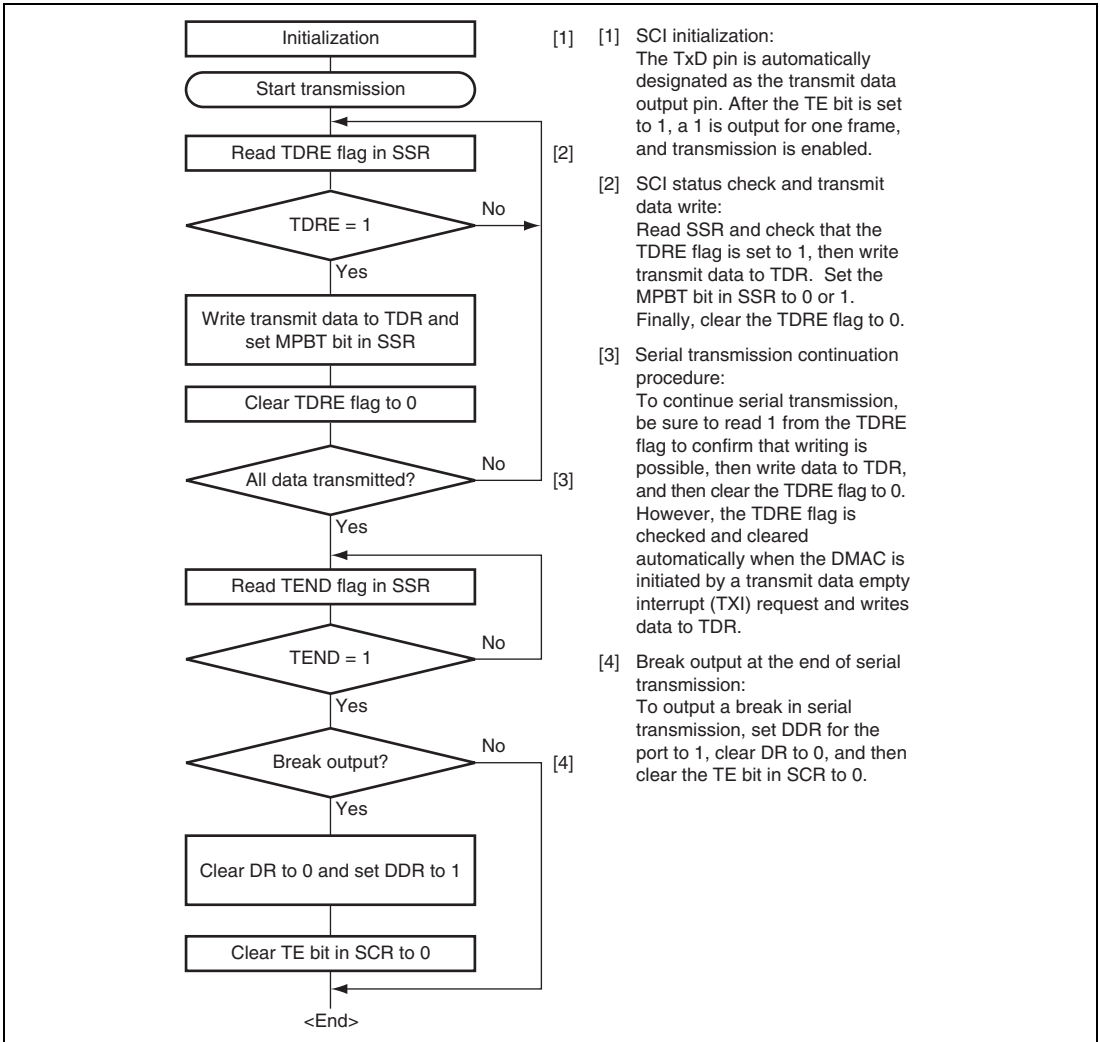 Initialization
[1]
Start transmission
Read TDRE flag in SSR
[2]
No
TDRE = 1
Yes
Write transmit data to TDR and
set MPBT bit in SSR
Clear TDRE flag to 0
No
All data transmitted?
[3]
Yes
Read TEND flag in SSR
No
TEND = 1
Yes
No
Break output?
[4]
Yes
Clear DR to 0 and set DDR to 1
Clear TE bit in SCR to 0
<End>
[1] SCI initialization:
The TxD pin is automatically
designated as the transmit data
output pin. After the TE bit is set
to 1, a 1 is output for one frame,
and transmission is enabled.
[2] SCI status check and transmit
data write:
Read SSR and check that the
TDRE flag is set to 1, then write
transmit data to TDR. Set the
MPBT bit in SSR to 0 or 1.
Finally, clear the TDRE flag to 0.
[3] Serial transmission continuation
procedure:
To continue serial transmission,
be sure to read 1 from the TDRE
flag to confirm that writing is
possible, then write data to TDR,
and then clear the TDRE flag to 0.
However, the TDRE flag is
checked and cleared
automatically when the DMAC is
initiated by a transmit data empty
interrupt (TXI) request and writes
data to TDR.
[4] Break output at the end of serial
transmission:
To output a break in serial
transmission, set DDR for the
port to 1, clear DR to 0, and then
clear the TE bit in SCR to 0.